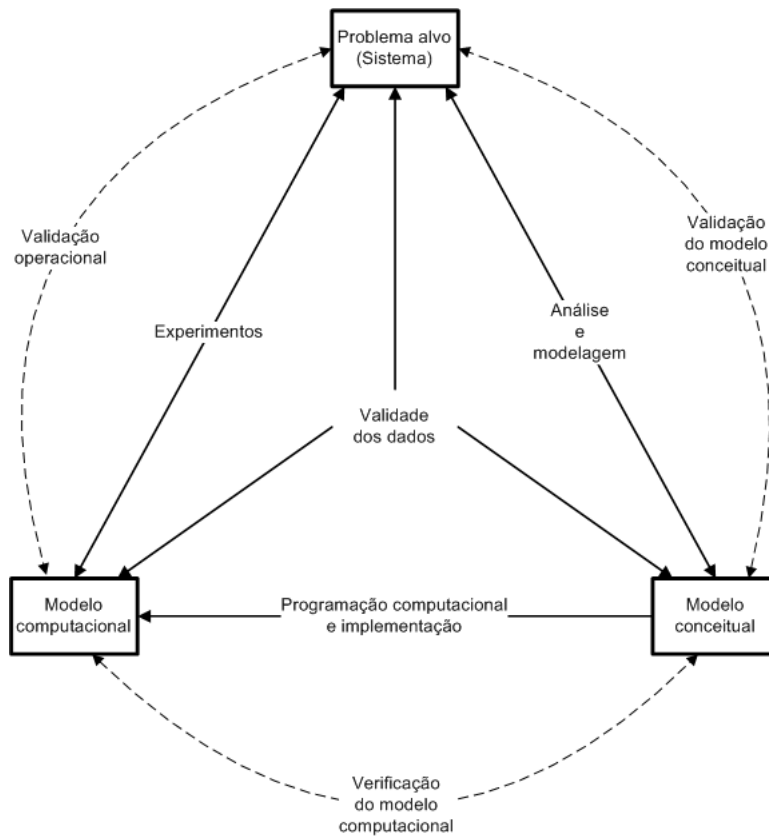 Problema alvo
(Sistema)
Validação
operacional
Validação
do modelo
conceitual
Experimentos
Análise
e
modelagem
Validade
dos dados
Modelo
computacional
Programação computacional
e implementação
Modelo
conceitual
Verificação
do modelo
computacional